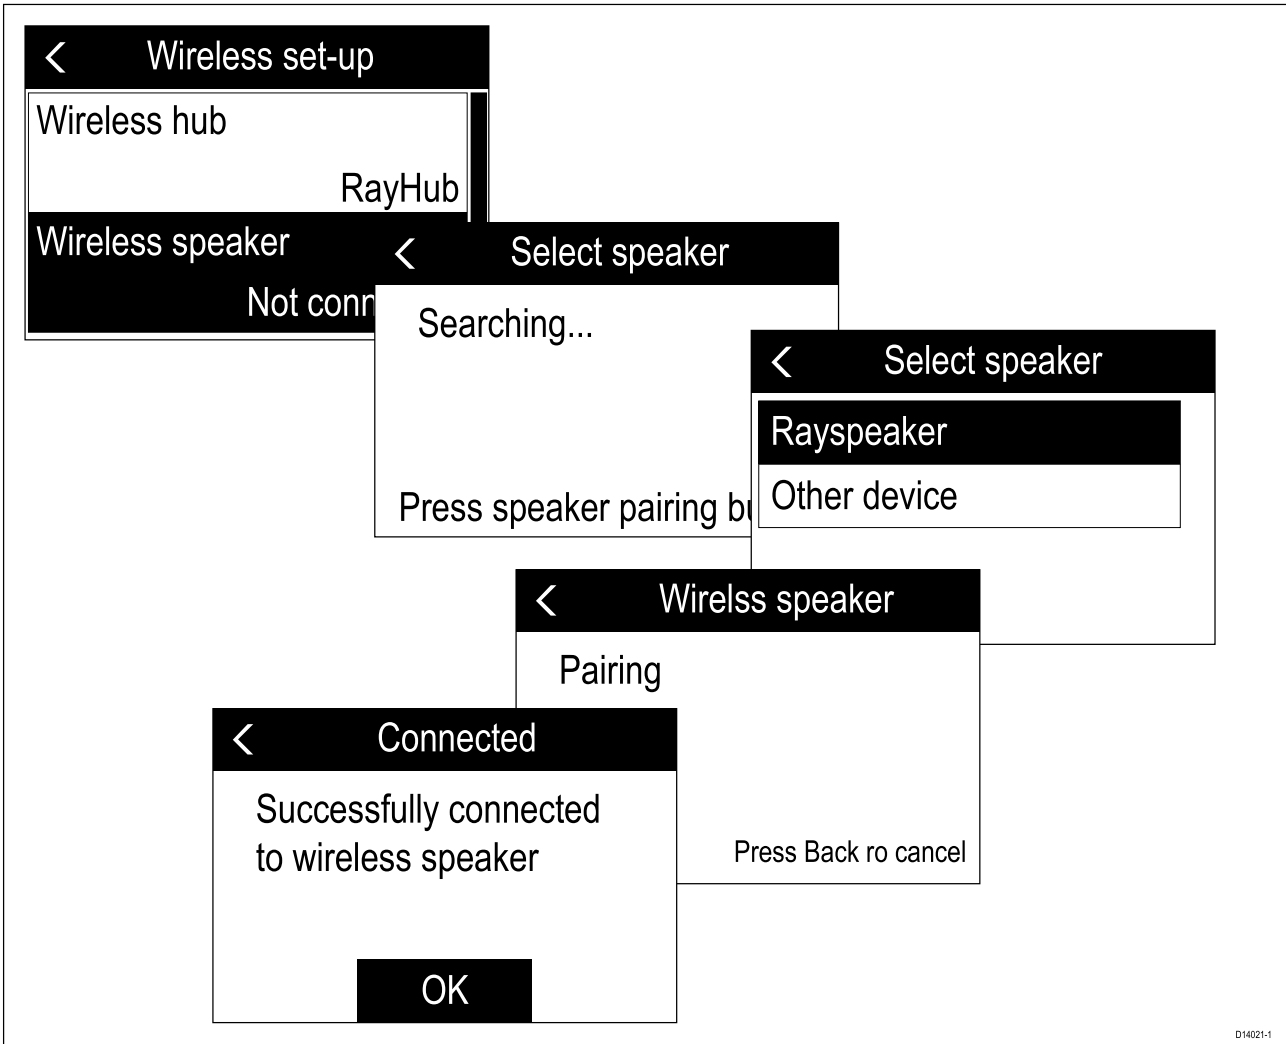 Wireless set-up
Wireless hub
RayHub
Wireless speaker
Not conn
Select speaker
Searching...
Press speaker pairing
Select speaker
Rayspeaker
Other device
Wirelss speaker
Pairing
Press Back ro cancel
Connected
Successfully connected
to wireless speaker
OK
D14021-1